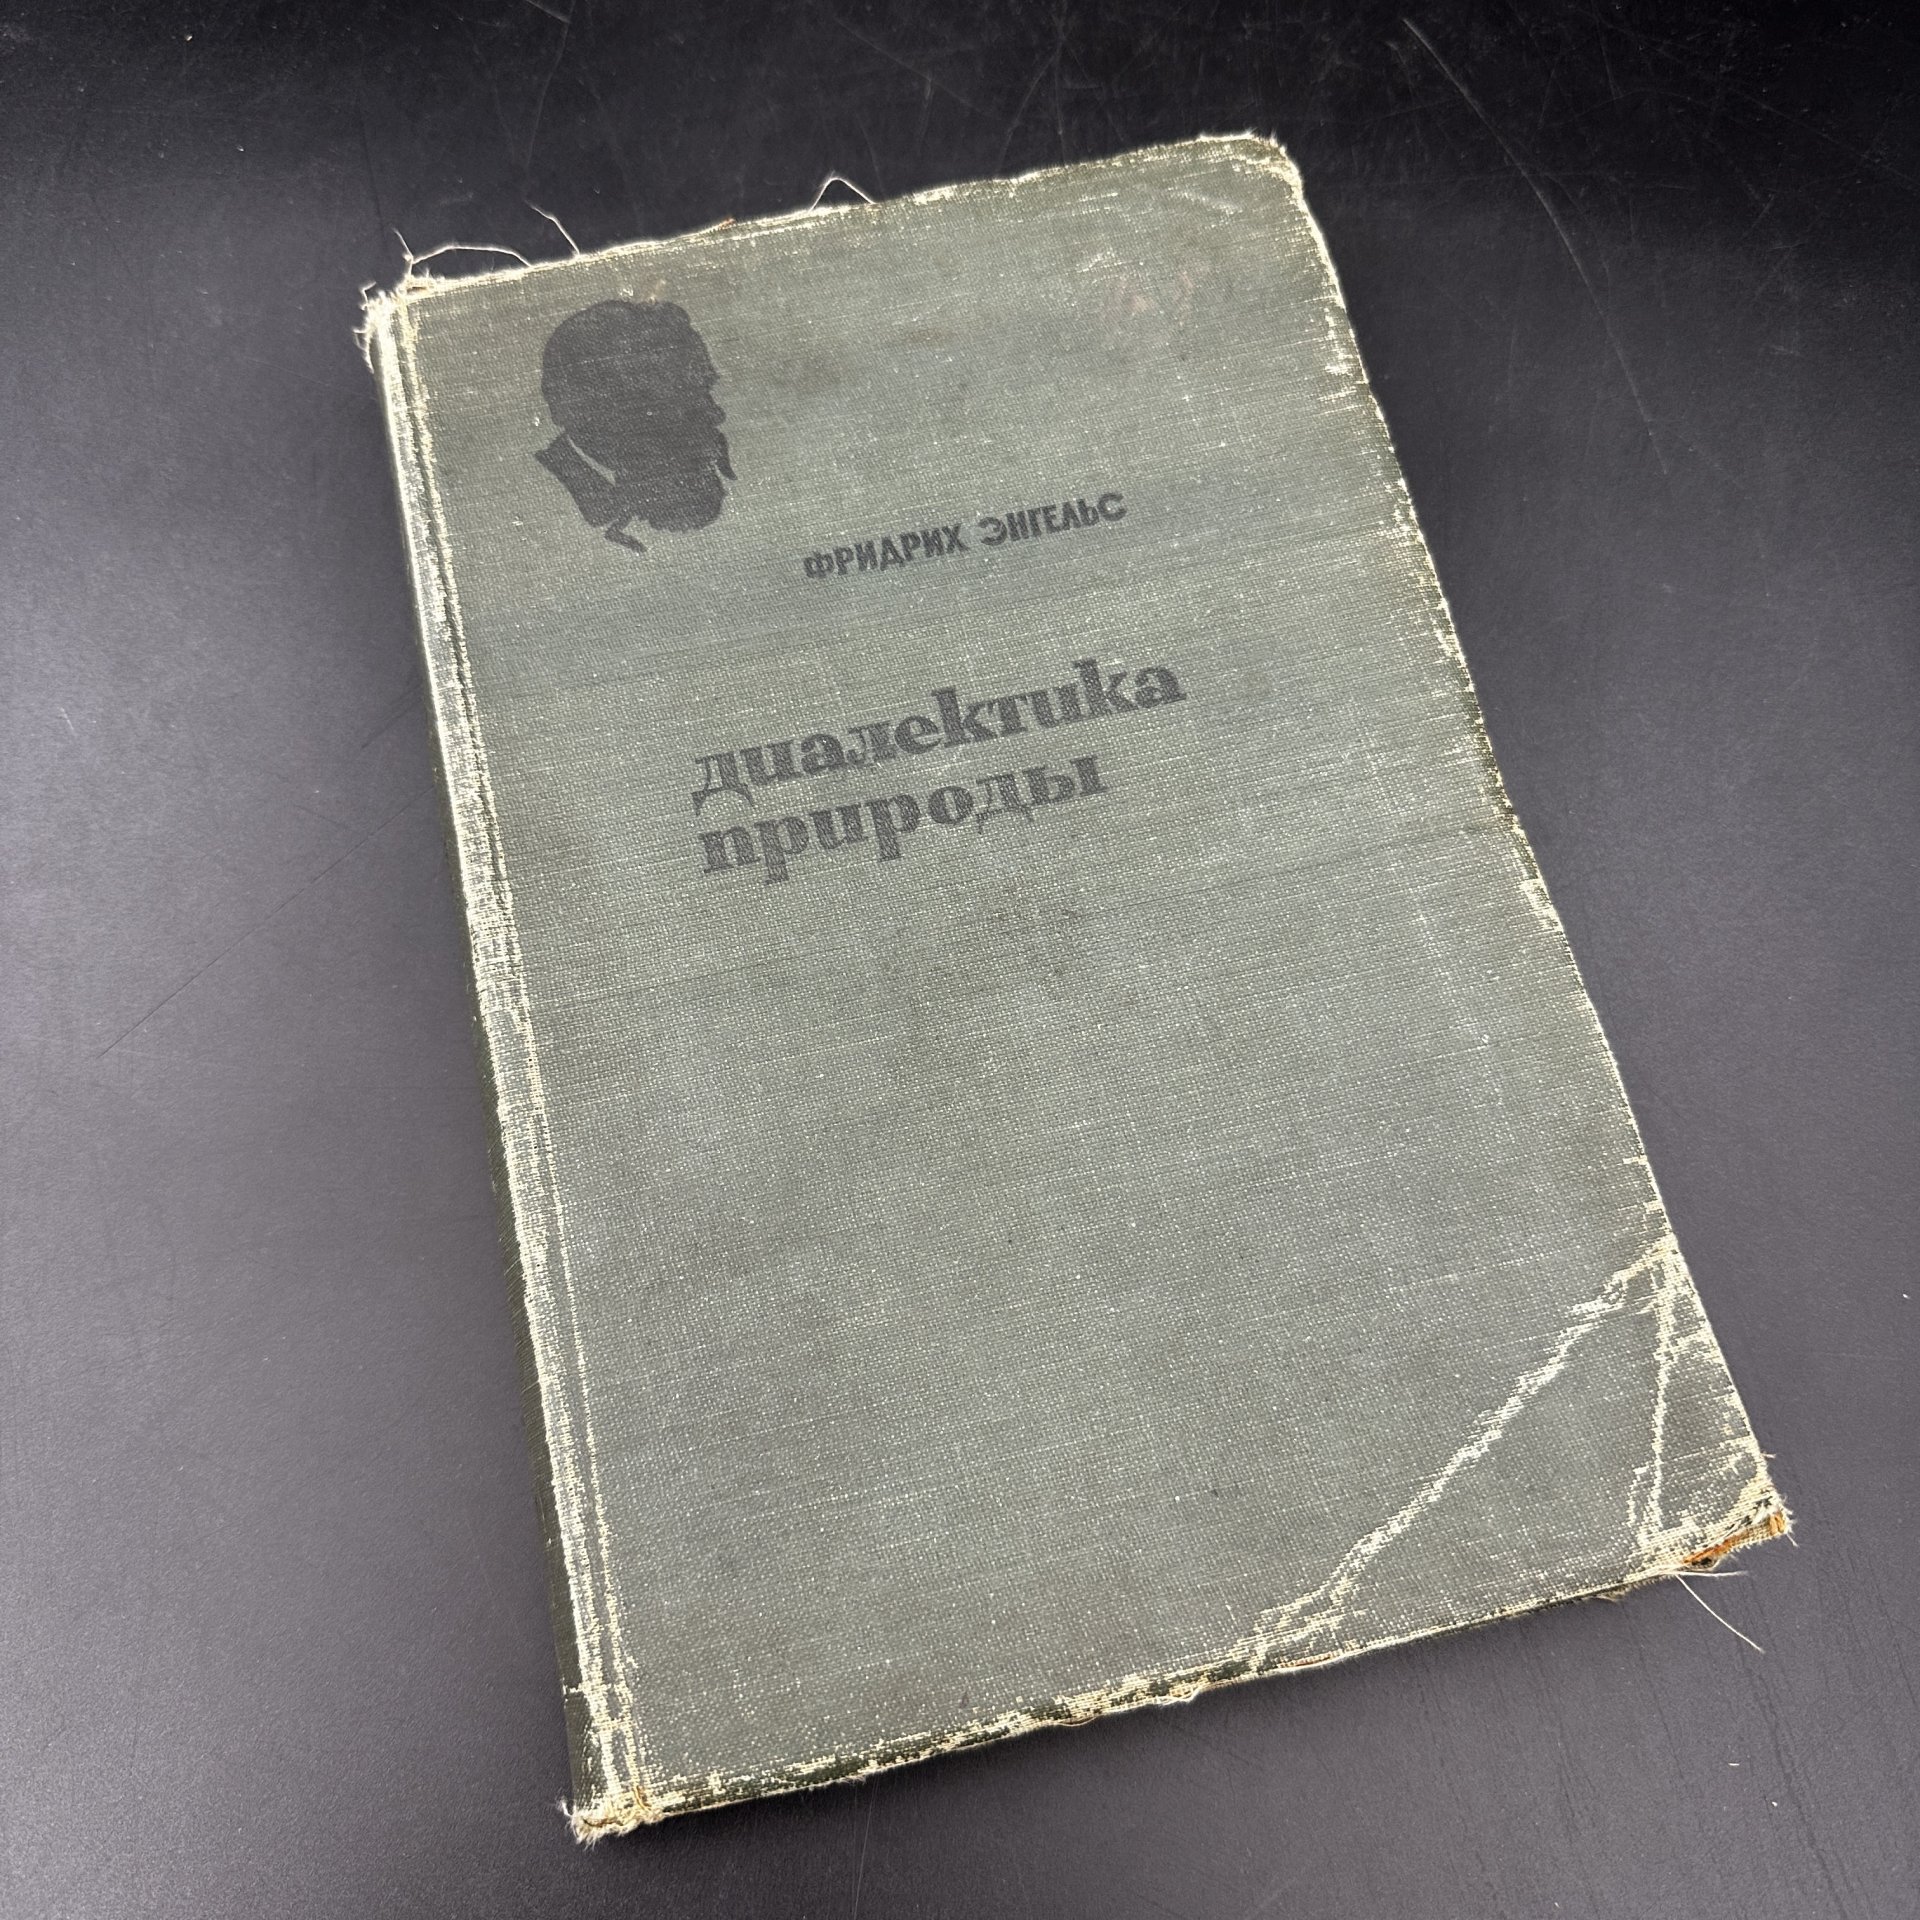 ФРИДРИХ ЭНГЕЛЬС
диалектика
природы